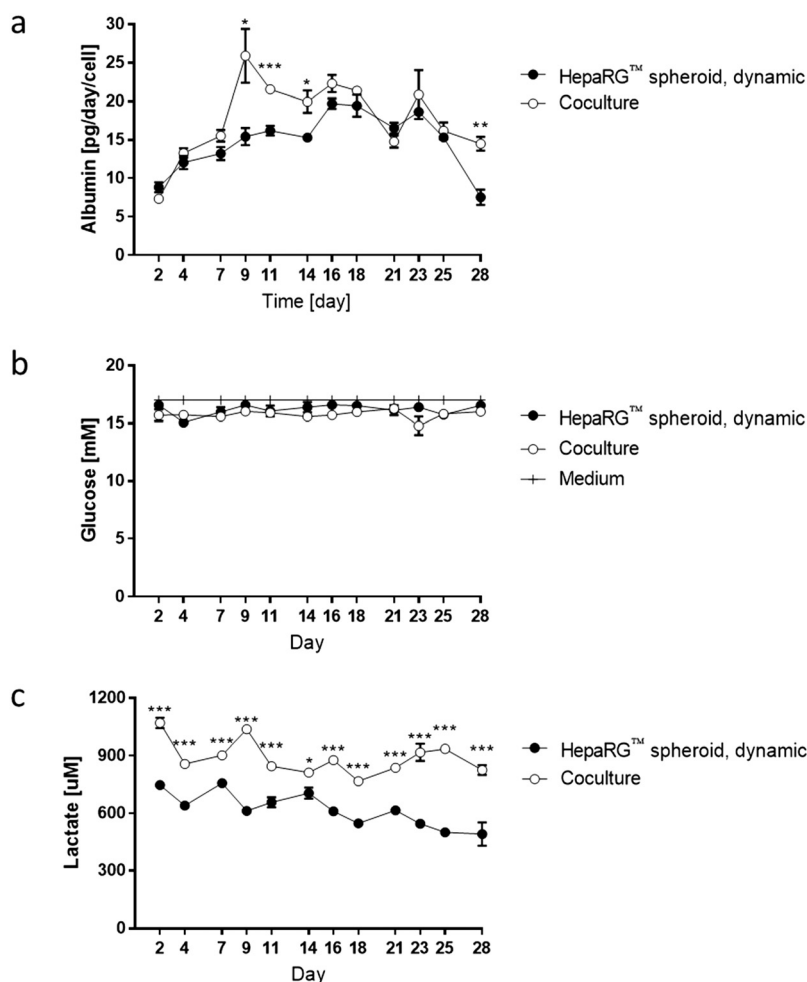 a
Albumin [pg/day/cell]
30
25
20
15
10
5
0
* *** * **
2 4 7 9 11 14 16 18 21 23 25 28
Time [day]
HepaRG™ spheroid, dynamic
Coculture
b
Glucose [mM]
20
15
10
5
0
2 4 7 9 11 14 16 18 21 23 25 28
Day
HepaRG™ spheroid, dynamic
Coculture
Medium
c
Lactate [uM]
1200
900
600
300
0
*** *** *** *** *** * *** *** *** *** *** ***
2 4 7 9 11 14 16 18 21 23 25 28
Day
HepaRG™ spheroid, dynamic
Coculture